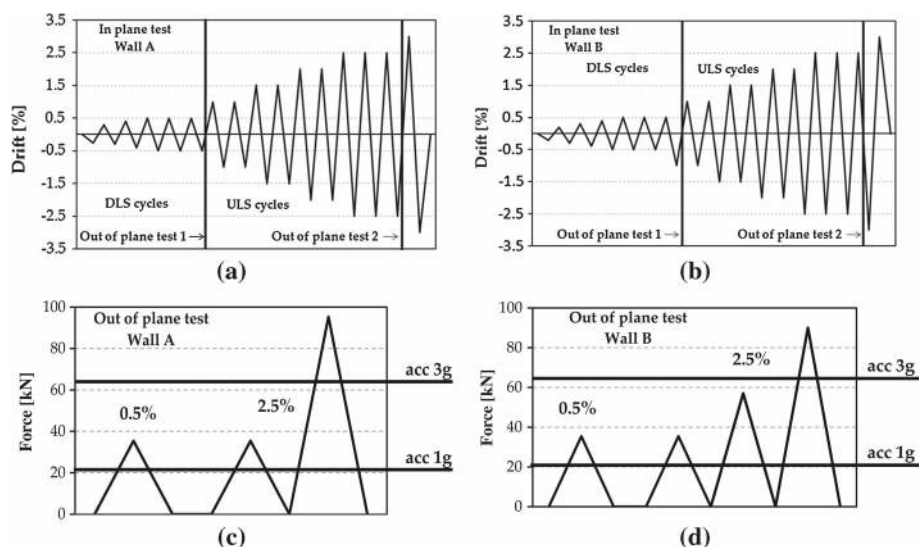 In plane test
Wall A
3.5
2.5
1.5
0.5
-0.5
-1.5
-2.5
-3.5
Drift [%]
DLS cycles
ULS cycles
Out of plane test 1 →
Out of plane test 2 →
(a)
In plane test
Wall B
3.5
2.5
1.5
0.5
-0.5
-1.5
-2.5
-3.5
Drift [%]
DLS cycles
ULS cycles
Out of plane test 1 →
Out of plane test 2 →
(b)
Out of plane test
Wall A
100
80
60
40
20
0
Force [kN]
0.5%
2.5%
acc 3g
acc 1g
(c)
Out of plane test
Wall B
100
80
60
40
20
0
Force [kN]
0.5%
2.5%
acc 3g
acc 1g
(d)